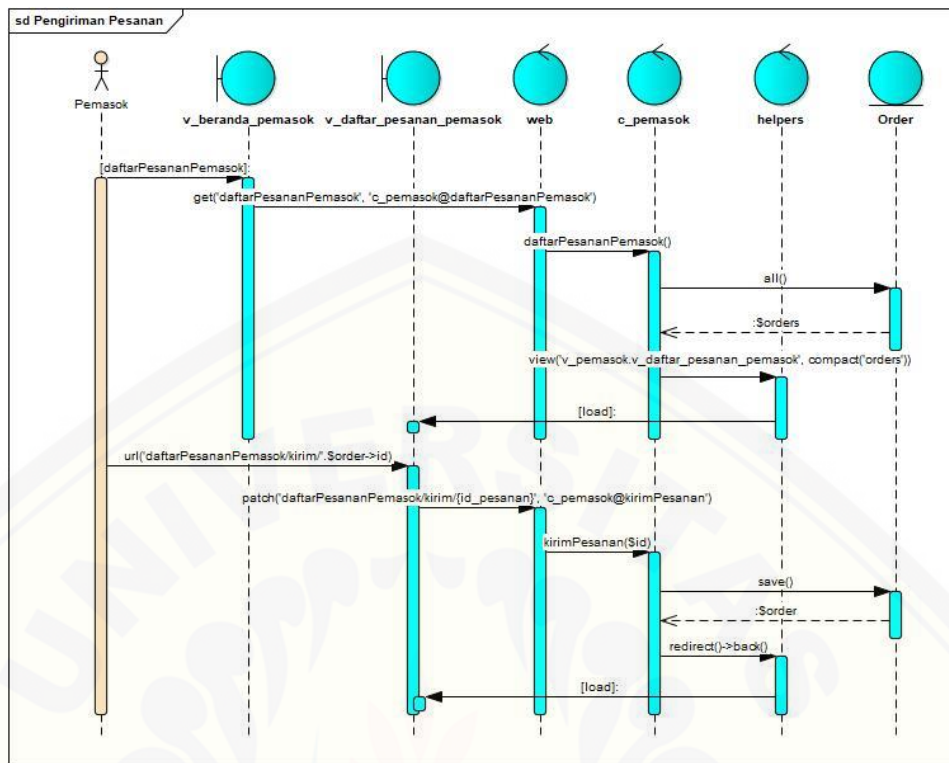 sd Pengiriman Pesanan
Pemasok
v_beranda_pemasok
v_daftar_pesanan_pemasok
web
c_pemasok
helpers
Order
[daftarPesananPemasok]:
get('daftarPesananPemasok', 'c_pemasok@daftarPesananPemasok')
daftarPesananPemasok()
all()
:$orders
view('v_pemasok.v_daftar_pesanan_pemasok', compact('orders'))
[load]:
url('daftarPesananPemasok/kirim/'.$order->id)
patch('daftarPesananPemasok/kirim/{id_pesanan}', 'c_pemasok@kirimPesanan')
kirimPesanan($id)
save()
:$order
redirect()->back()
[load]:
UNIVERSITAS